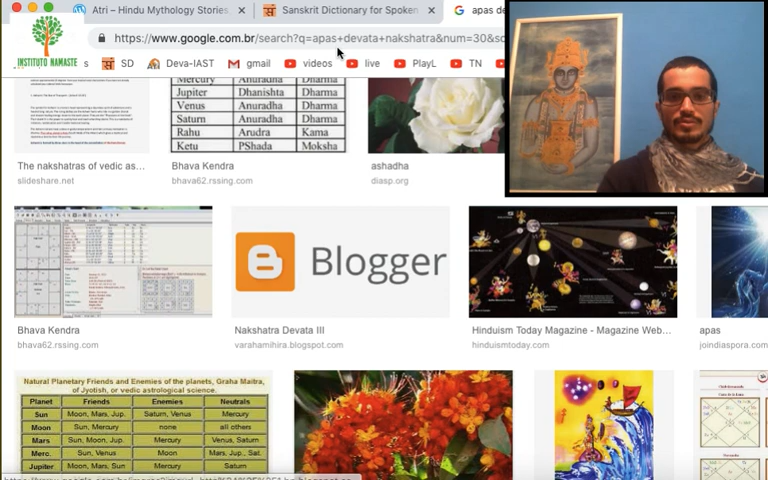 Atri – Hindu Mythology Stories
Sanskrit Dictionary for Spoken
apas de
https://www.google.com.br/search?q=apas+devata+nakshatra&num=30&so
INSTITUTO NAMASTE
s
SD
Deva-IAST
gmail
videos
live
PlayL
TN
Mercury Anuradha Dharma
Jupiter Dhanishta Dharma
Venus Anuradha Dharma
Saturn Anuradha Dharma
Rahu Arudra Kama
Ketu PShada Moksha
The nakshatras of vedic as...
slideshare.net
Bhava Kendra
bhava62.rssing.com
ashadha
diasp.org
Blogger
Bhava Kendra
bhava62.rssing.com
Nakshatra Devata III
varahamihira.blogspot.com
Hinduism Today Magazine - Magazine Web...
hinduismtoday.com
apas
joindiaspora.com
Natural Planetary Friends and Enemies of the planets, Graha Maitra,
of Jyotish, or vedic astrological science.
Planet Friends Enemies Neutrals
Sun Moon, Mars, Jup. Saturn, Venus Mercury
Moon Sun, Mercury none all others
Mars Sun, Moon, Jup. Mercury Venus, Saturn
Merc. Sun, Venus Moon Mars, Jup., Sat.
Jupiter Moon, Mars, Sun Mercury Saturn